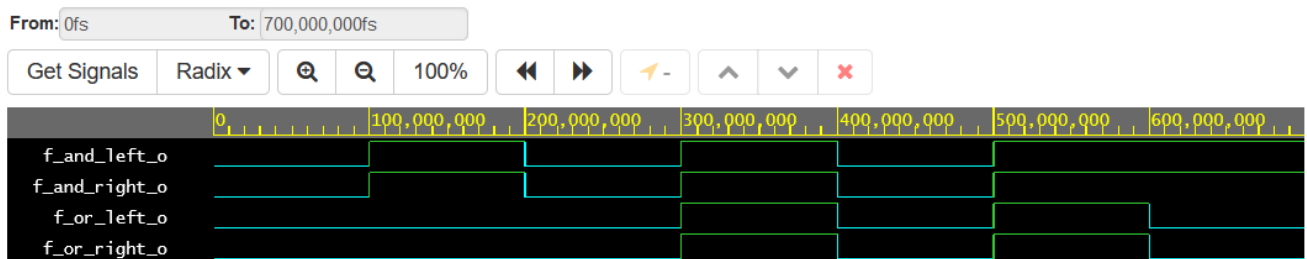 From: 0fs To: 700,000,000fs
Get Signals Radix 100% -
0 100,000,000 200,000,000 300,000,000 400,000,000 500,000,000 600,000,000
f_and_left_o
f_and_right_o
f_or_left_o
f_or_right_o